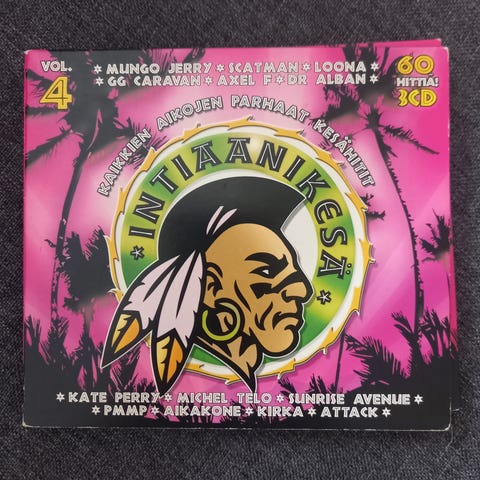 VOL.
4
* MUNGO JERRY * SCATMAN * LOONA *
* GG CARAVAN * AXEL F * DR ALBAN *
60
HITTIÄ!
3CD
KAIKKIEN AIKOJEN PARHAAT KESÄHITIT
* INTIAANIKESÄ *
* KATE PERRY * MICHEL TELO * SUNRISE AVENUE *
* PMMP * AIKAKONE * KIRKA * ATTACK *